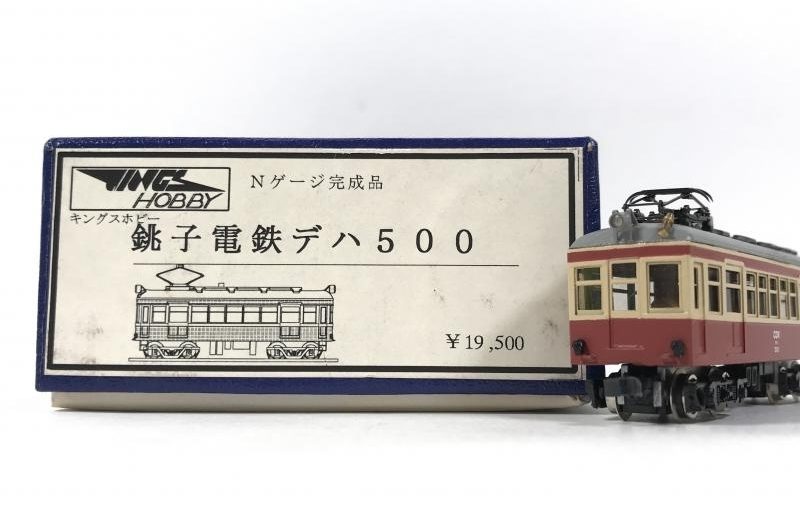 KINGS
HOBBY
Nゲージ完成品
キングスホビー
銚子電鉄デハ５００
￥19,500
CDK